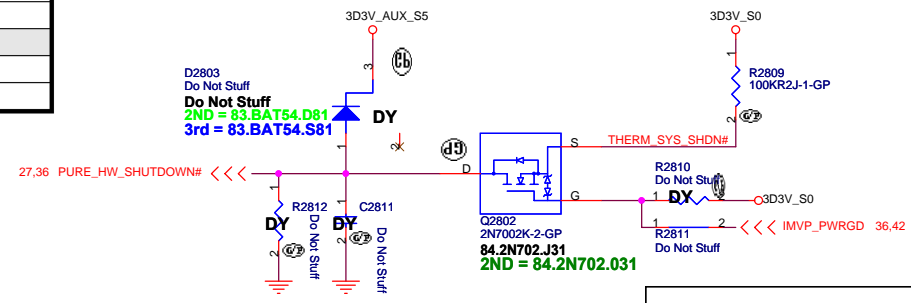 3D3V_AUX_S5
3D3V_S0
3
D2803
Do Not Stuff
Do Not Stuff
2ND = 83.BAT54.D81
3rd = 83.BAT54.S81
DY
1
2
1
R2809
100KR2J-1-GP
2
G/P
THERM_SYS_SHDN#
27,36 PURE_HW_SHUTDOWN#
D
S
G
Q2802
2N7002K-2-GP
84.2N702.J31
2ND = 84.2N702.031
R2810
Do Not Stuff
1
DY
2
3D3V_S0
1
2
IMVP_PWRGD 36,42
R2811
Do Not Stuff
1
R2812
DY
Do Not Stuff
2
G/P
1
C2811
DY
Do Not Stuff
2
G/P